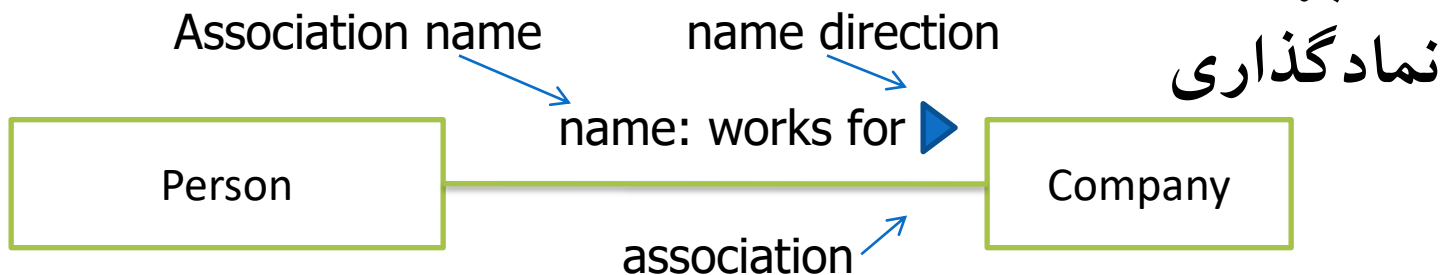 نمادگذاری
Association name
name direction
name: works for
Person
Company
association